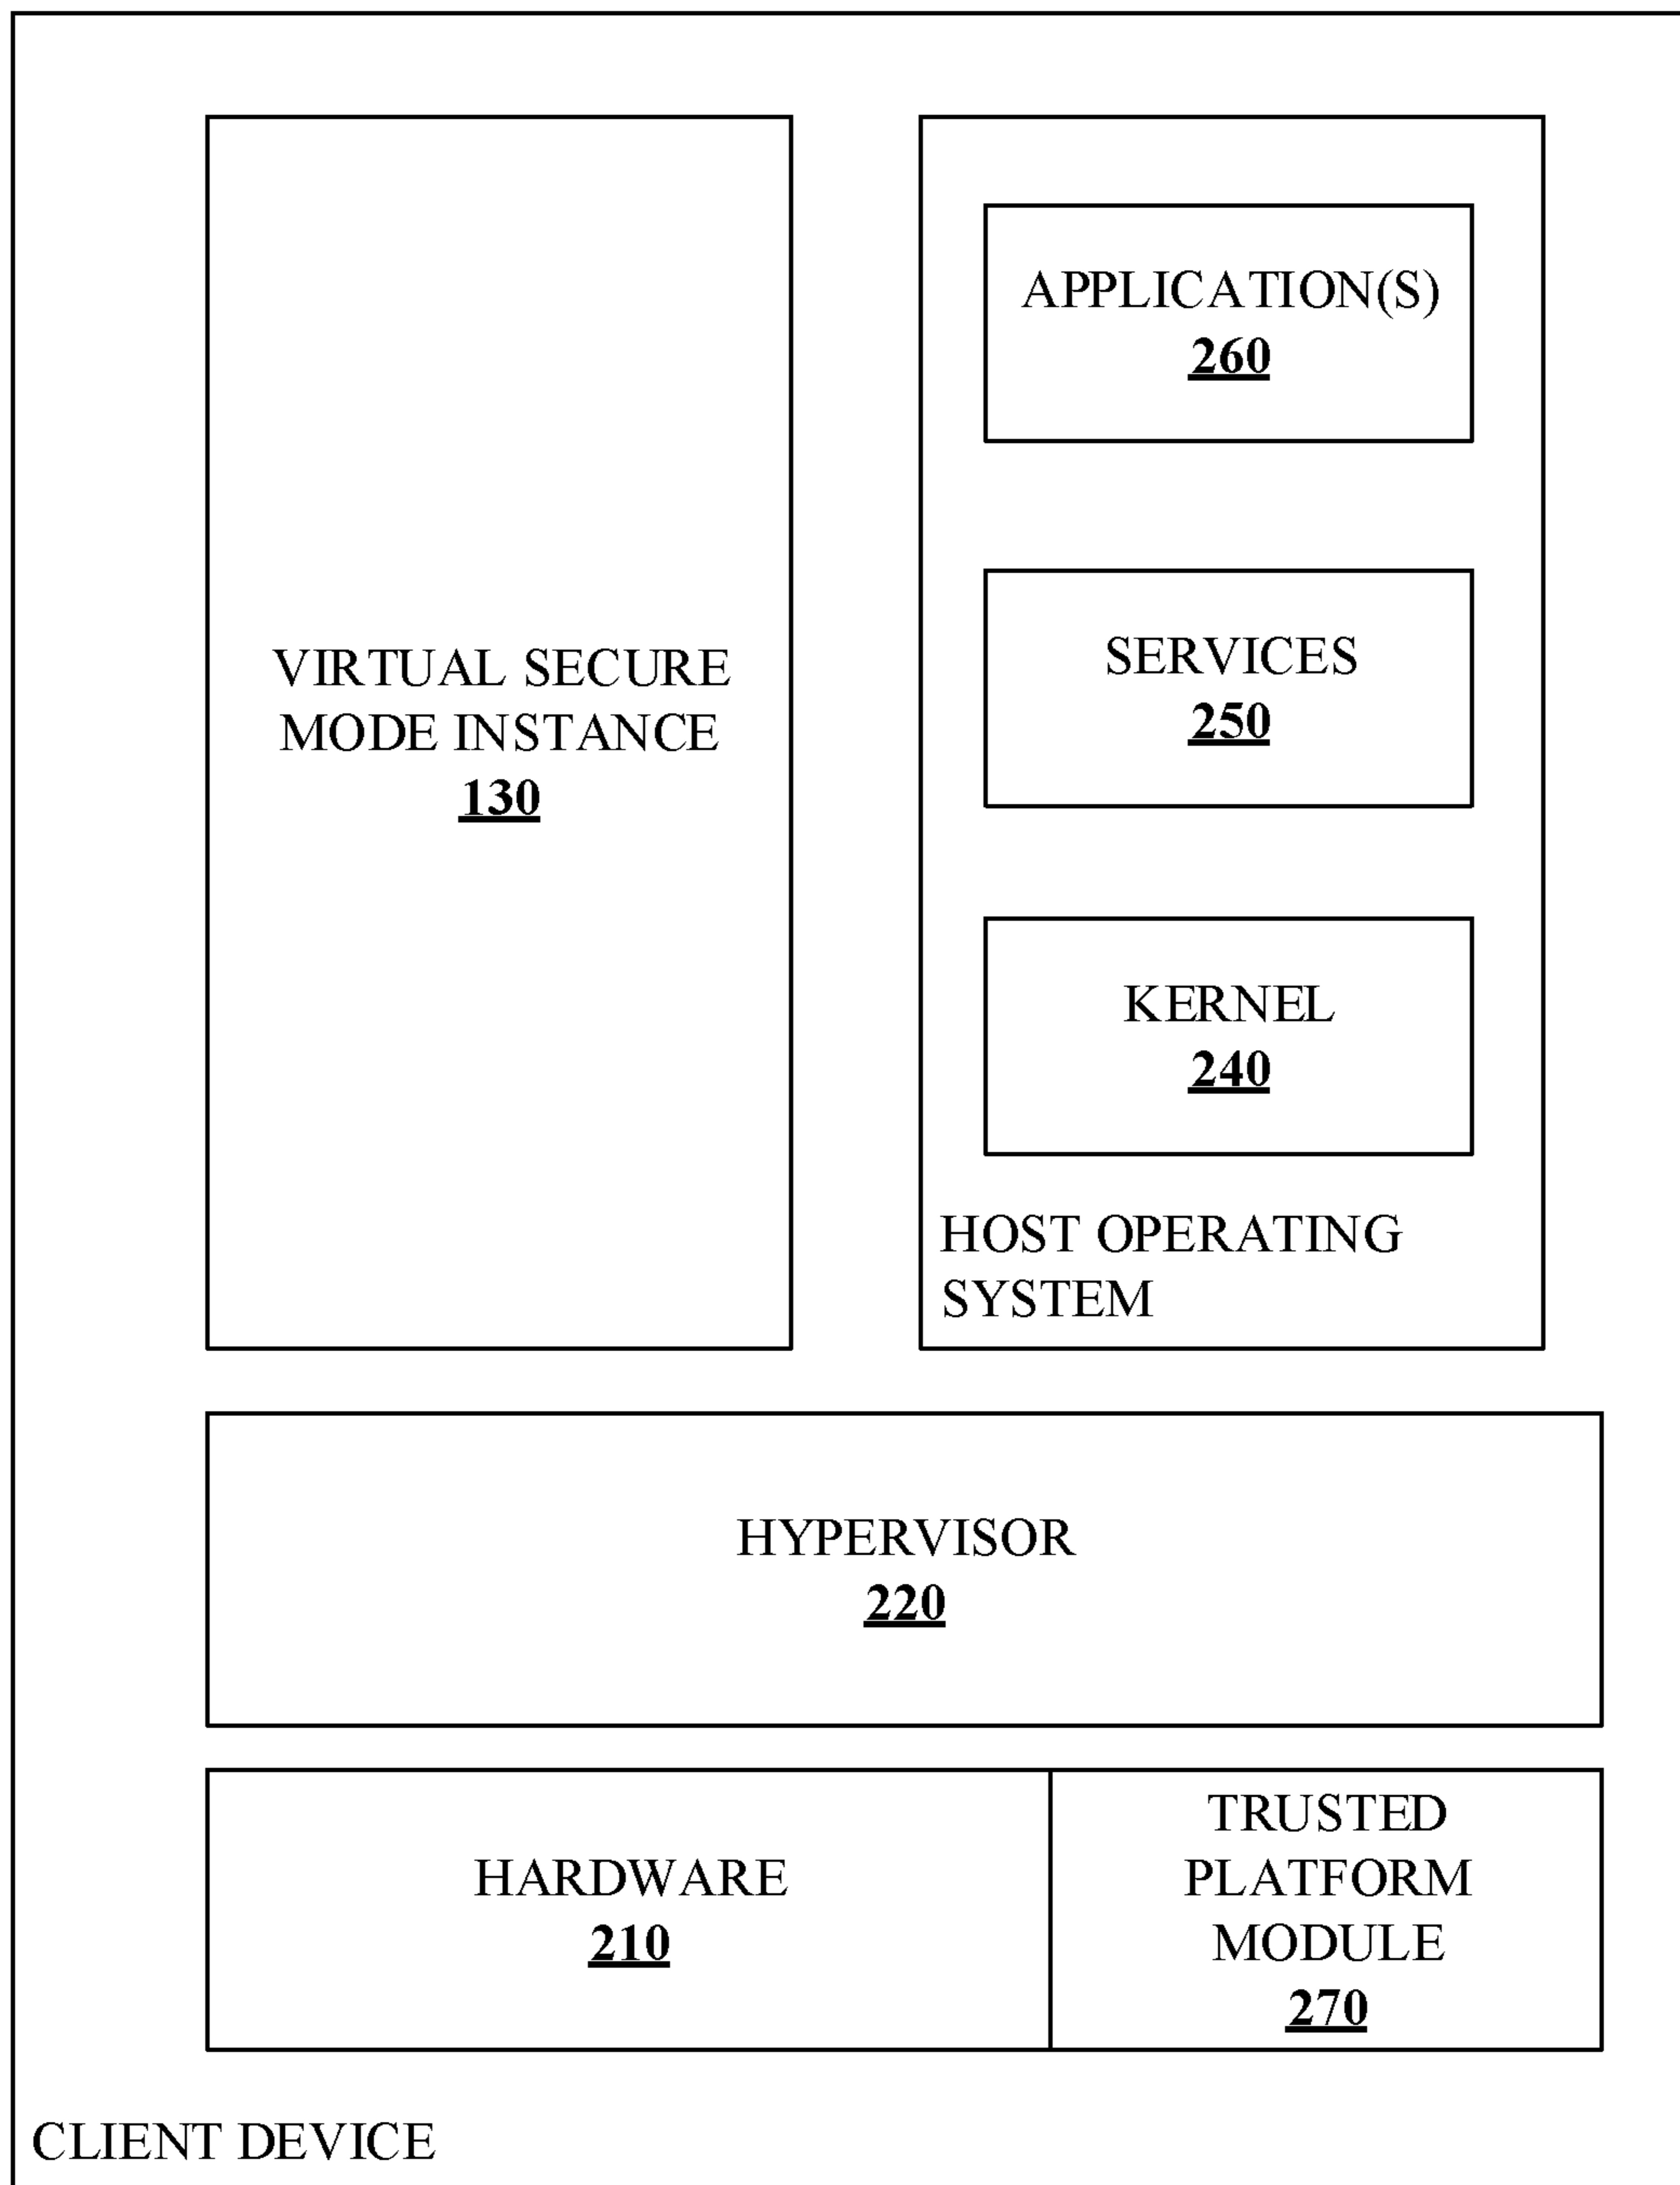 VIRTUAL SECURE
MODE INSTANCE
130
APPLICATION(S)
260
SERVICES
250
KERNEL
240
HOST OPERATING
SYSTEM
HYPERVISOR
220
HARDWARE
210
TRUSTED
PLATFORM
MODULE
270
CLIENT DEVICE